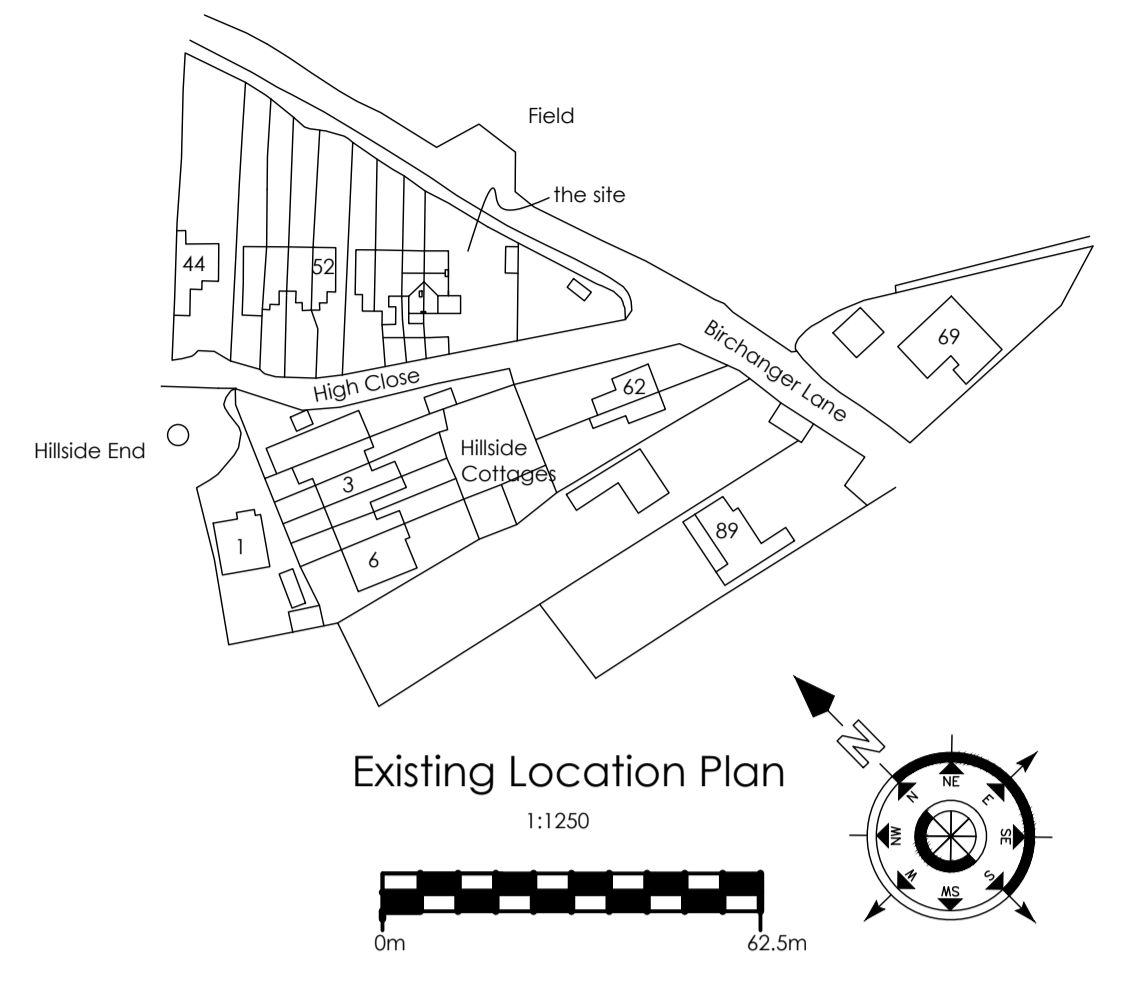 Field
the site
44
52
69
Birchanger Lane
High Close
62
Hillside End
Hillside
Cottages
3
89
1
6
N
Existing Location Plan
1:1250
NE
N
E
NW
SE
W
S
SW
0m
62.5m